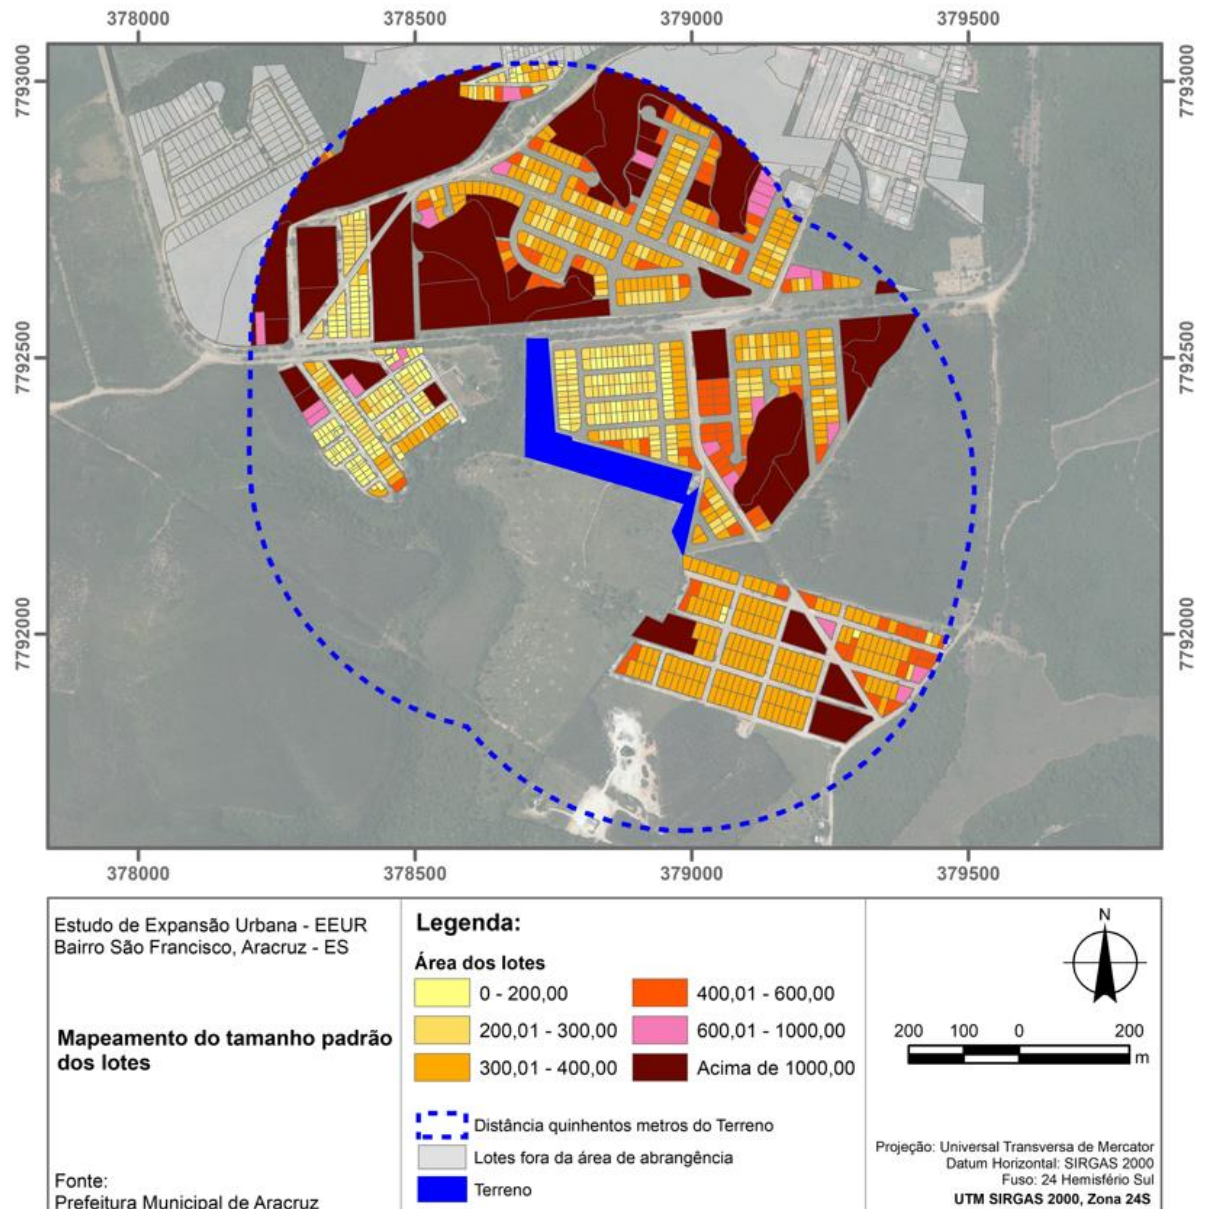 378000 378500 379000 379500
7793000 7793000
7792500 7792500
7792000 7792000
378000 378500 379000 379500
Estudo de Expansão Urbana - EEUR
Bairro São Francisco, Aracruz - ES
Mapeamento do tamanho padrão
dos lotes
Fonte:
Prefeitura Municipal de Aracruz
Legenda:
Área dos lotes
0 - 200,00
200,01 - 300,00
300,01 - 400,00
400,01 - 600,00
600,01 - 1000,00
Acima de 1000,00
Distância quinhentos metros do Terreno
Lotes fora da área de abrangência
Terreno
N
200 100 0 200
m
Projeção: Universal Transversa de Mercator
Datum Horizontal: SIRGAS 2000
Fuso: 24 Hemisfério Sul
UTM SIRGAS 2000, Zona 24S